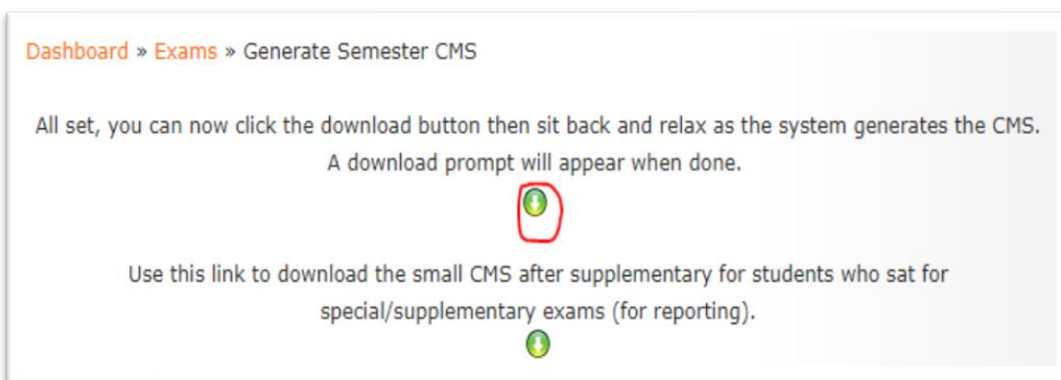 Dashboard » Exams » Generate Semester CMS
All set, you can now click the download button then sit back and relax as the system generates the CMS.
A download prompt will appear when done.
Use this link to download the small CMS after supplementary for students who sat for
special/supplementary exams (for reporting).